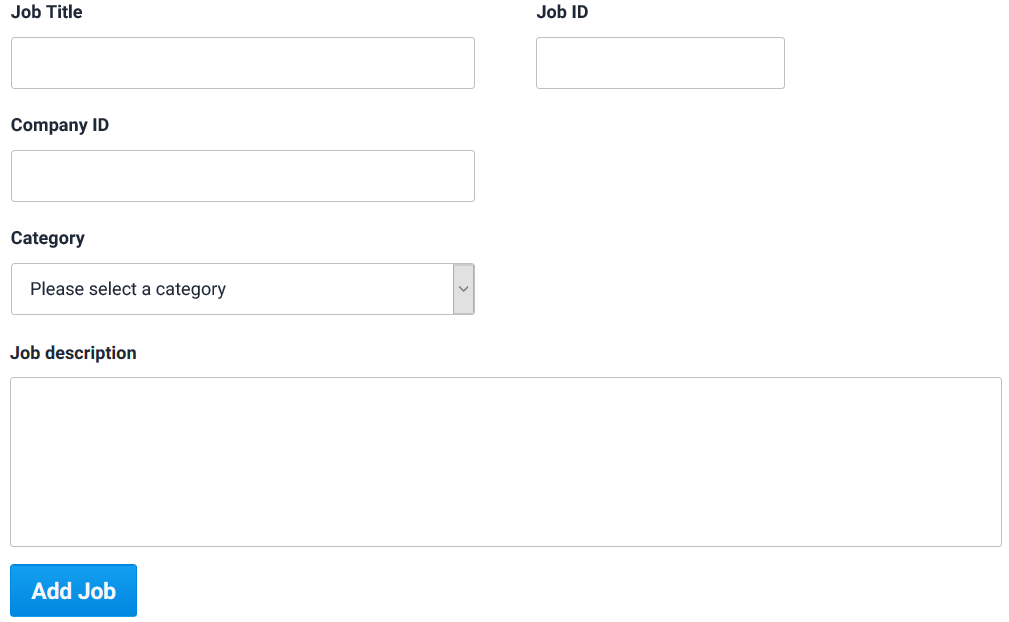 Job Title
Job ID
Company ID
Category
Please select a category
Job description
Add Job